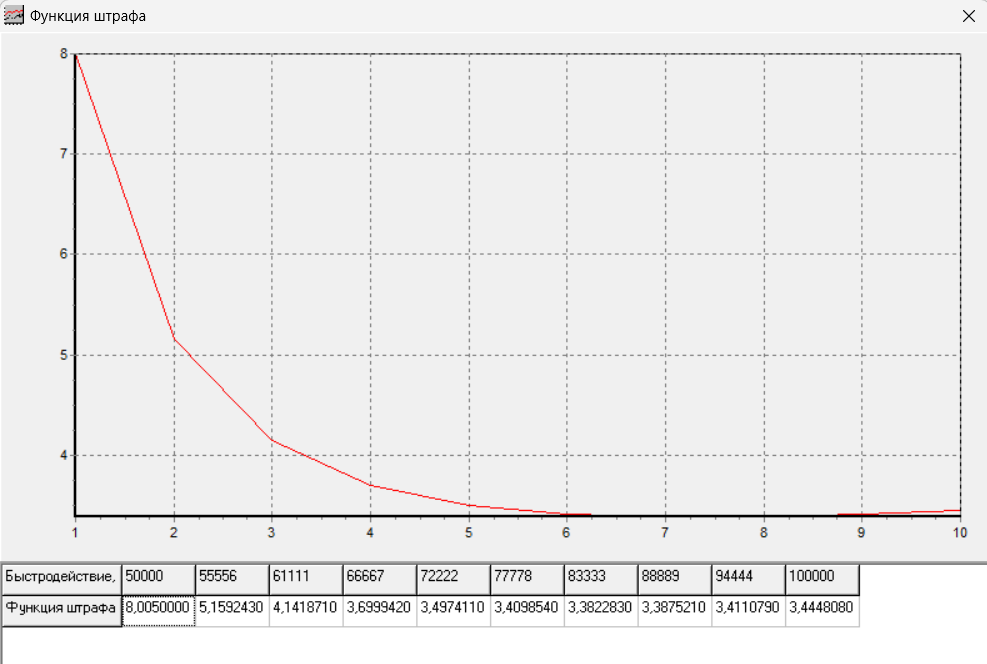 Функция штрафа
8
7
6
5
4
1 2 3 4 5 6 7 8 9 10
Быстродействие, 50000 55556 61111 66667 72222 77778 83333 88889 94444 100000
Функция штрафа 8,0050000 5,1592430 4,1418710 3,6999420 3,4974110 3,4098540 3,3822830 3,3875210 3,4110790 3,4448080